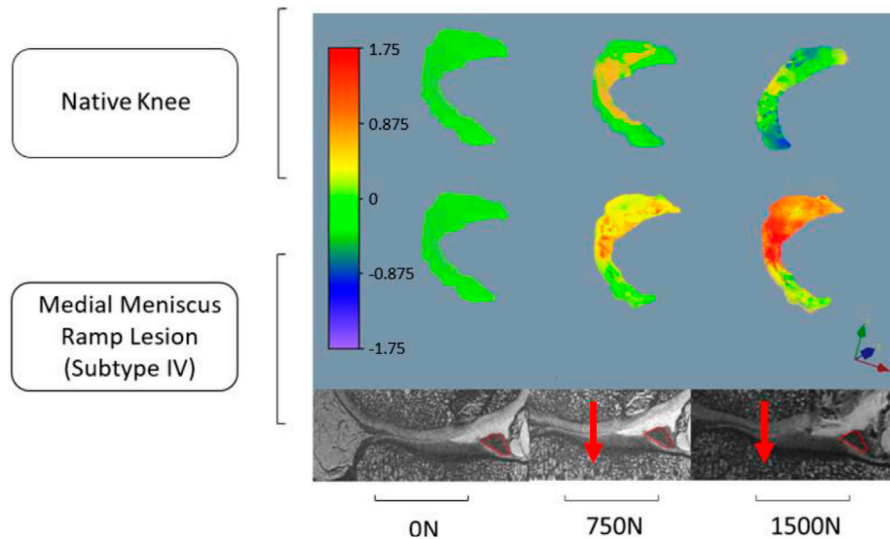 Native Knee
1.75
0.875
0
-0.875
-1.75
Medial Meniscus
Ramp Lesion
(Subtype IV)
0N
750N
1500N